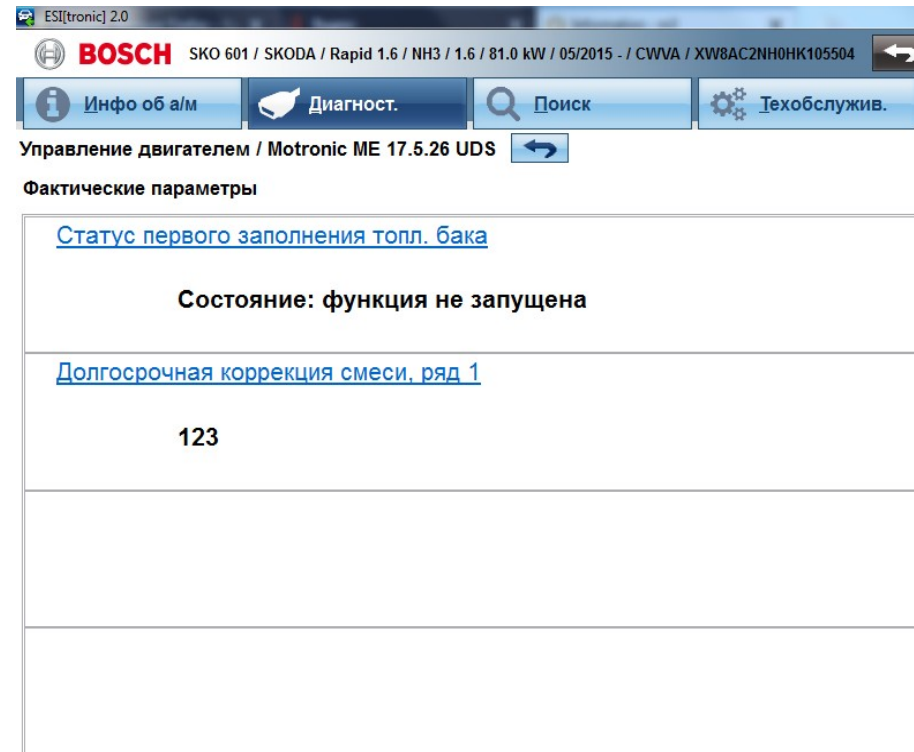 ESI[tronic] 2.0
BOSCH SKO 601 / SKODA / Rapid 1.6 / NH3 / 1.6 / 81.0 kW / 05/2015 - / CWVA / XW8AC2NH0HK105504
Инфо об а/м Диагност. Поиск Техобслужив.
Управление двигателем / Motronic ME 17.5.26 UDS
Фактические параметры
Статус первого заполнения топл. бака
Состояние: функция не запущена
Долгосрочная коррекция смеси, ряд 1
123